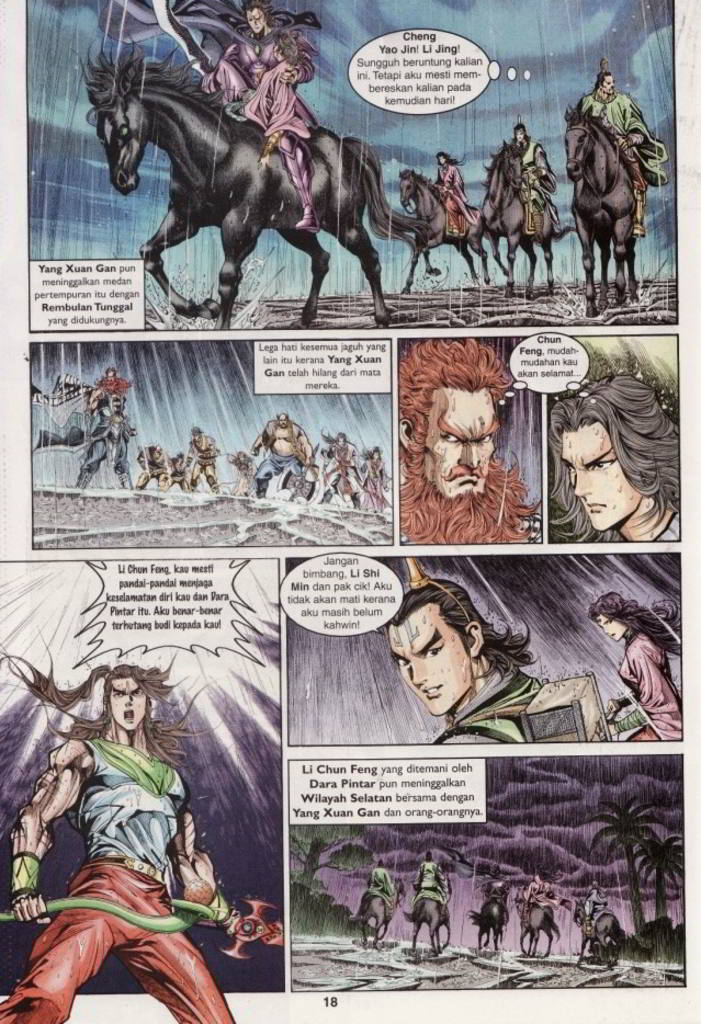 Cheng
Yao Jin! Li Jing!
Sungguh beruntung kalian
ini. Tetapi aku mesti mem-
bereskan kalian pada
kemudian hari!
Yang Xuan Gan pun
meninggalkan medan
pertempuran itu dengan
Rembulan Tunggal
yang didukungnya.
Lega hati kesemua jaguh yang
lain itu kerana Yang Xuan
Gan telah hilang dari mata
mereka.
Chun
Feng, mudah-
mudahan kau
akan selamat...
Li Chun Feng, kau mesti
pandai-pandai menjaga
keselamatan diri kau dan Dara
Pintar itu. Aku benar-benar
terhutang budi kepada kau!
Jangan
bimbang, Li Shi
Min dan pak cik! Aku
tidak akan mati kerana
aku masih belum
kahwin!
Li Chun Feng yang ditemani oleh
Dara Pintar pun meninggalkan
Wilayah Selatan bersama dengan
Yang Xuan Gan dan orang-orangnya.
18